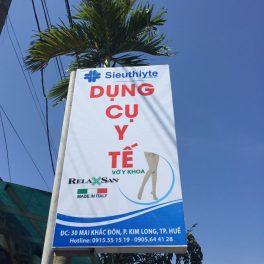 Sieuthiyte
DỤNG
CỤ
Y
TẾ
VỚ Y KHOA
RELAXSAN
MADE IN ITALY
ĐC: 30 MAI KHẮC ĐÔN, P. KIM LONG, TP. HUẾ
Hotline: 0915.55 15 19 - 0905.64 41 28